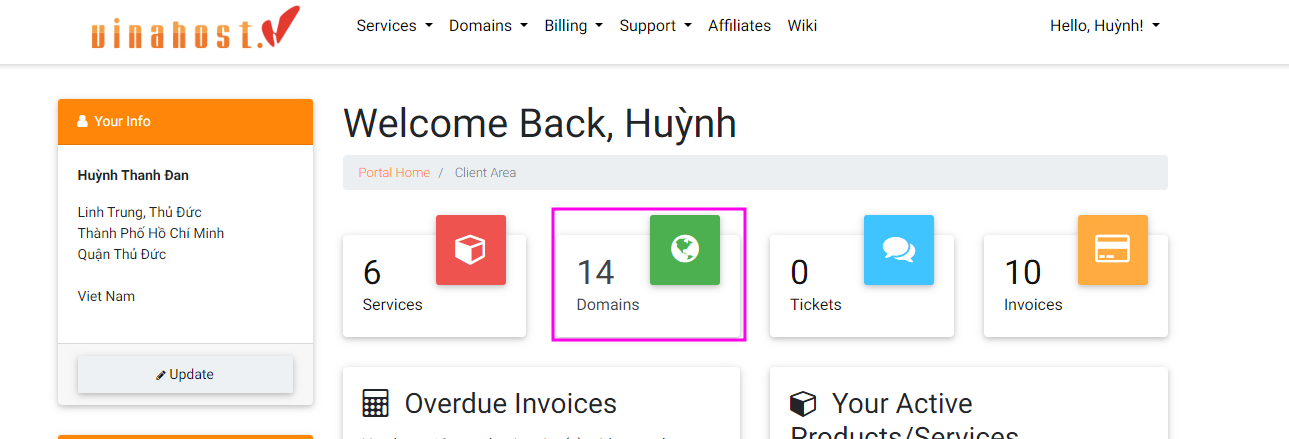 vinahost.
Services Domains Billing Support Affiliates Wiki Hello, Huỳnh!
Your Info
Huỳnh Thanh Đan
Linh Trung, Thủ Đức
Thành Phố Hồ Chí Minh
Quận Thủ Đức
Viet Nam
Update
Welcome Back, Huỳnh
Portal Home / Client Area
6
Services
14
Domains
0
Tickets
10
Invoices
Overdue Invoices
Your Active
Products/Services